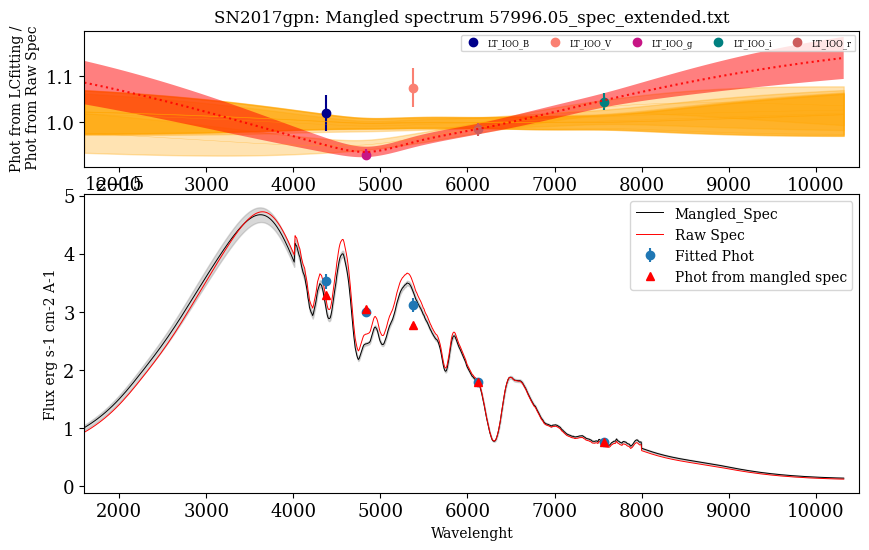 SN2017gpn: Mangled spectrum 57996.05_spec_extended.txt
Phot from LCfitting /
Phot from Raw Spec
LT_IOO_B LT_IOO_V LT_IOO_g LT_IOO_i LT_IOO_r
1.1
1.0
2000 3000 4000 5000 6000 7000 8000 9000 10000
1e−15
Flux erg s-1 cm-2 A-1
Mangled_Spec
Raw Spec
Fitted Phot
Phot from mangled spec
5
4
3
2
1
0
2000 3000 4000 5000 6000 7000 8000 9000 10000
Wavelenght